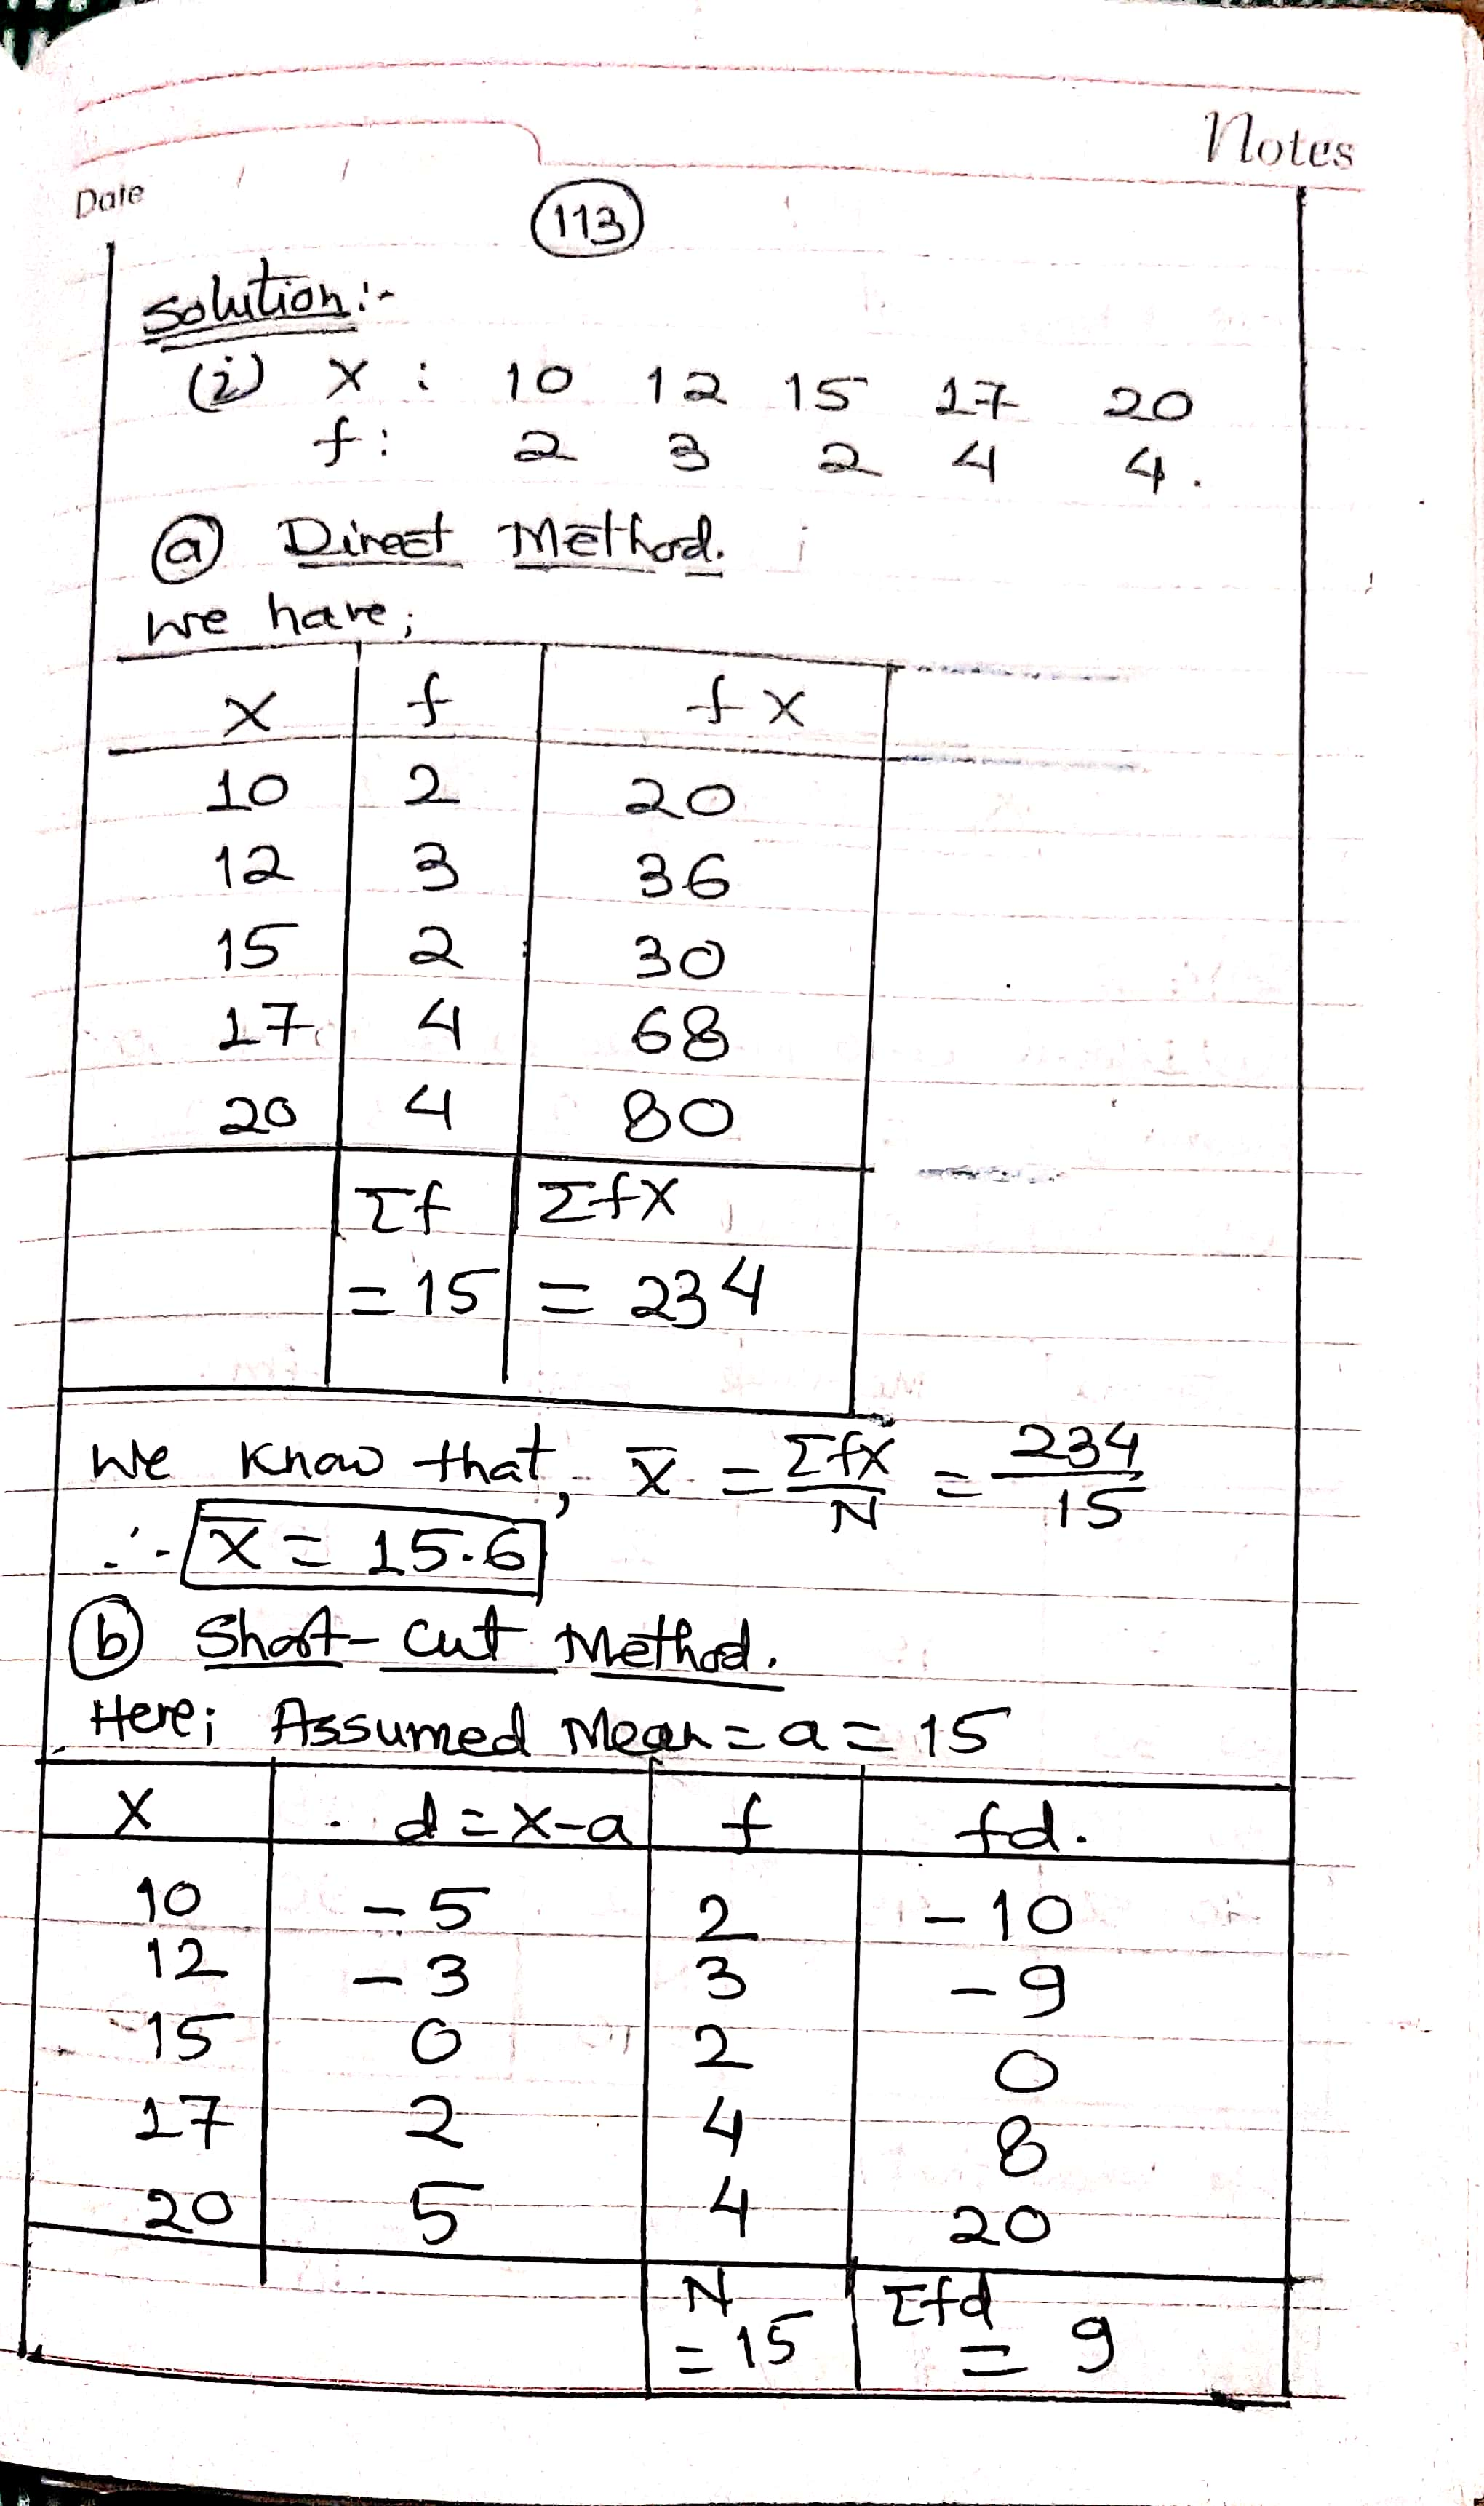 Notes
Date / /
113
Solution:-
(i) X : 10 12 15 17 20
f : 2 3 2 4 4.
(a) Direct Method.
We have;
X f fX
10 2 20
12 3 36
15 2 30
17 4 68
20 4 80
Σf ΣfX
= 15 = 234
We know that, X̄ = ΣfX/N = 234/15
∴ X̄ = 15.6
(b) Short-cut Method.
Here; Assumed Mean = a = 15
X d = X-a f fd.
10 -5 2 -10
12 -3 3 -9
15 0 2 0
17 2 4 8
20 5 4 20
N Σfd
= 15 = 9